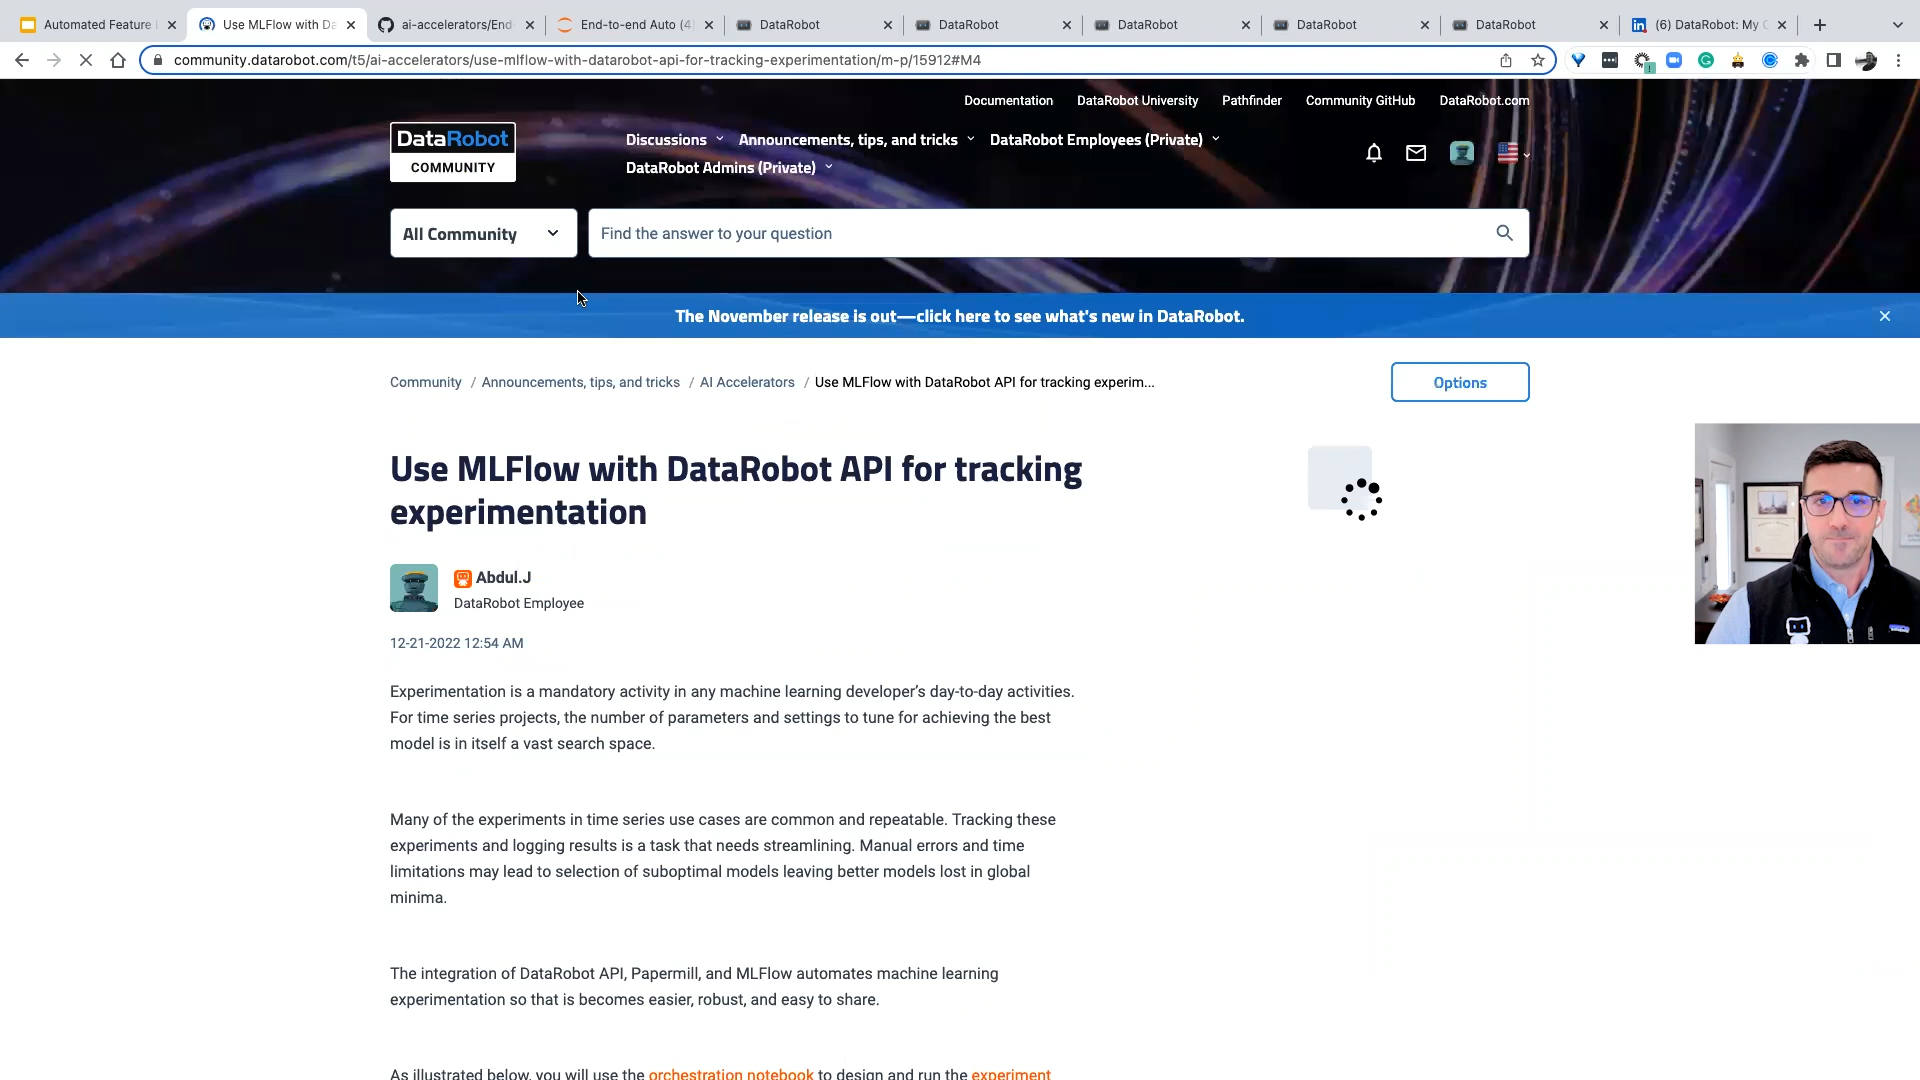 Automated Feature
Use MLFlow with Da
ai-accelerators/End
End-to-end Auto (4
DataRobot
DataRobot
DataRobot
DataRobot
DataRobot
(6) DataRobot: My
community.datarobot.com/t5/ai-accelerators/use-mlflow-with-datarobot-api-for-tracking-experimentation/m-p/15912#M4
Documentation
DataRobot University
Pathfinder
Community GitHub
DataRobot.com
DataRobot
COMMUNITY
Discussions
Announcements, tips, and tricks
DataRobot Employees (Private)
DataRobot Admins (Private)
All Community
Find the answer to your question
The November release is out—click here to see what's new in DataRobot.
Community / Announcements, tips, and tricks / AI Accelerators / Use MLFlow with DataRobot API for tracking experim...
Options
Use MLFlow with DataRobot API for tracking
experimentation
Abdul.J
DataRobot Employee
12-21-2022 12:54 AM
Experimentation is a mandatory activity in any machine learning developer's day-to-day activities.
For time series projects, the number of parameters and settings to tune for achieving the best
model is in itself a vast search space.
Many of the experiments in time series use cases are common and repeatable. Tracking these
experiments and logging results is a task that needs streamlining. Manual errors and time
limitations may lead to selection of suboptimal models leaving better models lost in global
minima.
The integration of DataRobot API, Papermill, and MLFlow automates machine learning
experimentation so that is becomes easier, robust, and easy to share.
As illustrated below, you will use the orchestration notebook to design and run the experiment